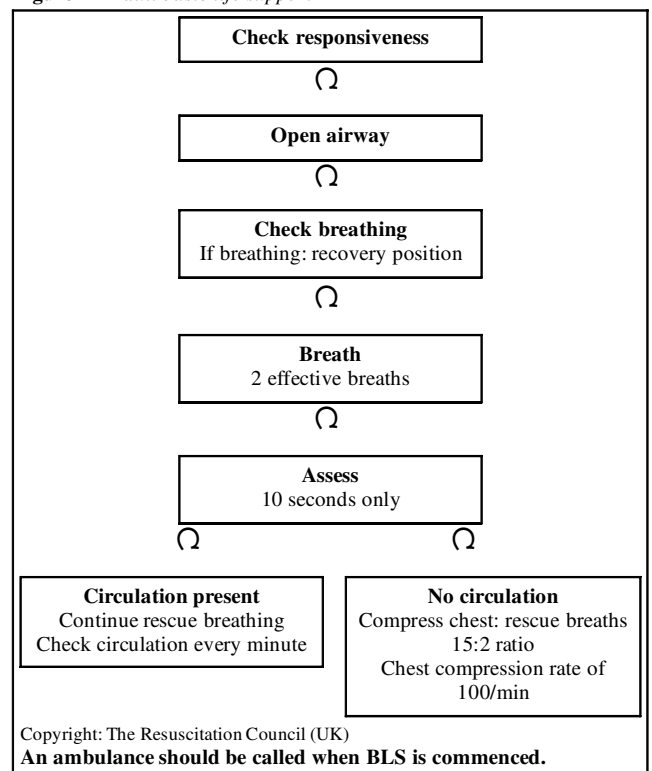 Check responsiveness
Open airway
Check breathing
If breathing: recovery position
Breath
2 effective breaths
Assess
10 seconds only
Circulation present
Continue rescue breathing
Check circulation every minute
No circulation
Compress chest: rescue breaths
15:2 ratio
Chest compression rate of
100/min
Copyright: The Resuscitation Council (UK)
An ambulance should be called when BLS is commenced.